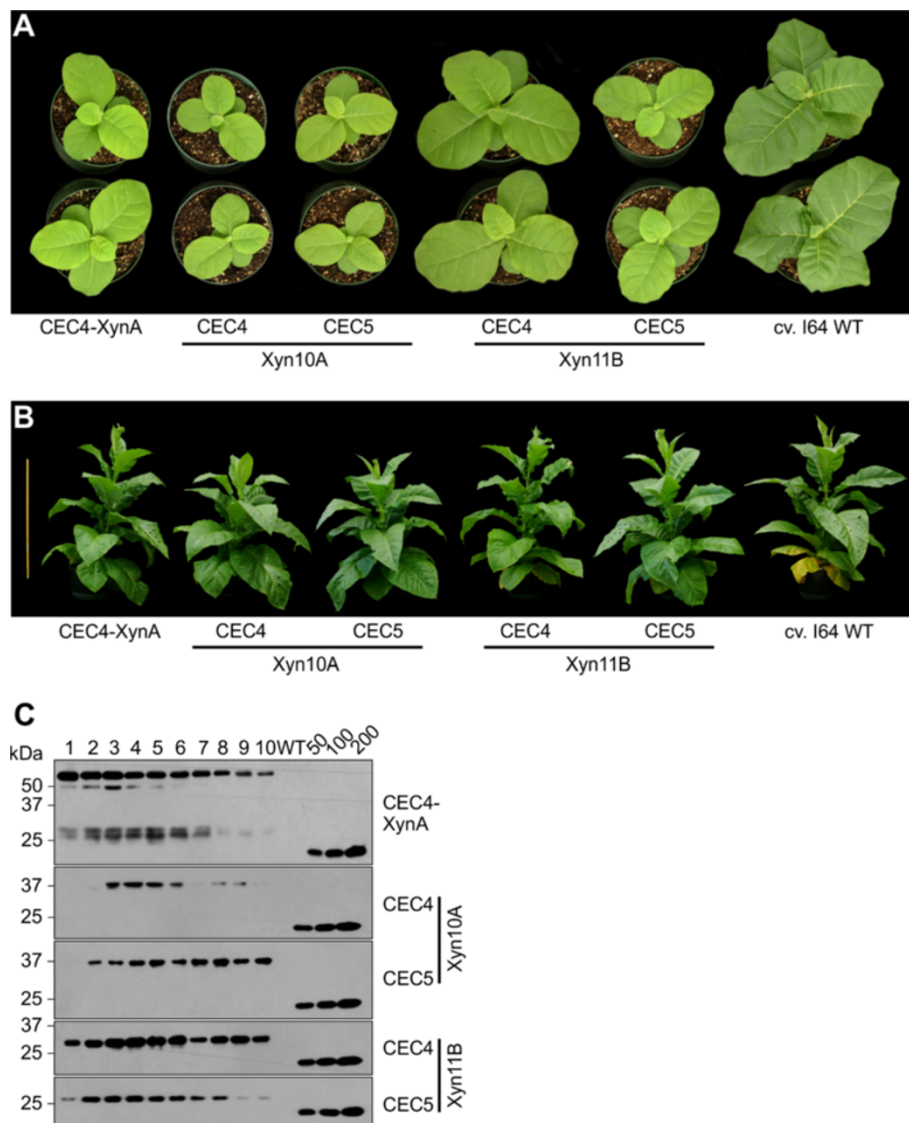 A
CEC4-XynA CEC4 CEC5 CEC4 CEC5 cv. I64 WT
Xyn10A Xyn11B
B
CEC4-XynA CEC4 CEC5 CEC4 CEC5 cv. I64 WT
Xyn10A Xyn11B
C
kDa 1 2 3 4 5 6 7 8 9 10 WT 50 100 200
50
37
25
CEC4-
XynA
37
25
CEC4
Xyn10A
37
25
CEC5
37
25
CEC4
Xyn11B
25
CEC5